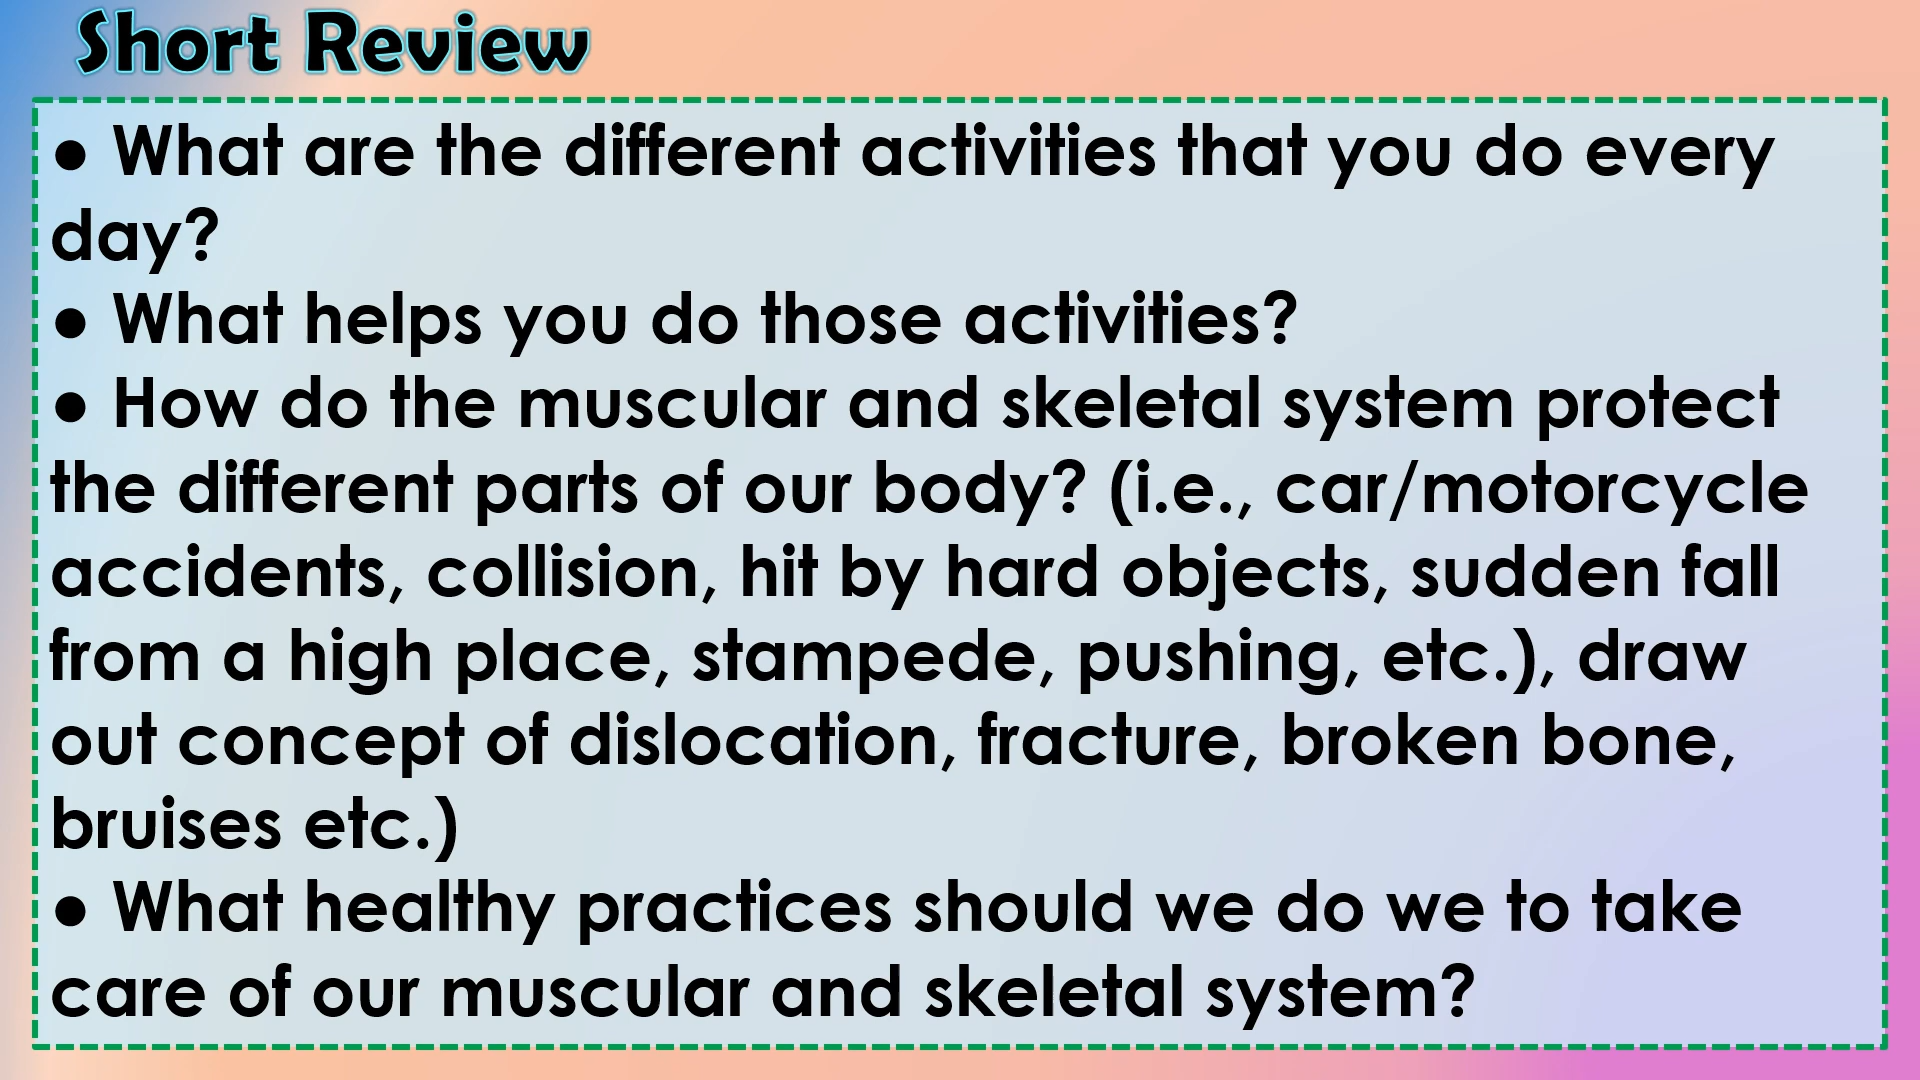 Short Review
● What are the different activities that you do every
day?
● What helps you do those activities?
● How do the muscular and skeletal system protect
the different parts of our body? (i.e., car/motorcycle
accidents, collision, hit by hard objects, sudden fall
from a high place, stampede, pushing, etc.), draw
out concept of dislocation, fracture, broken bone,
bruises etc.)
● What healthy practices should we do we to take
care of our muscular and skeletal system?